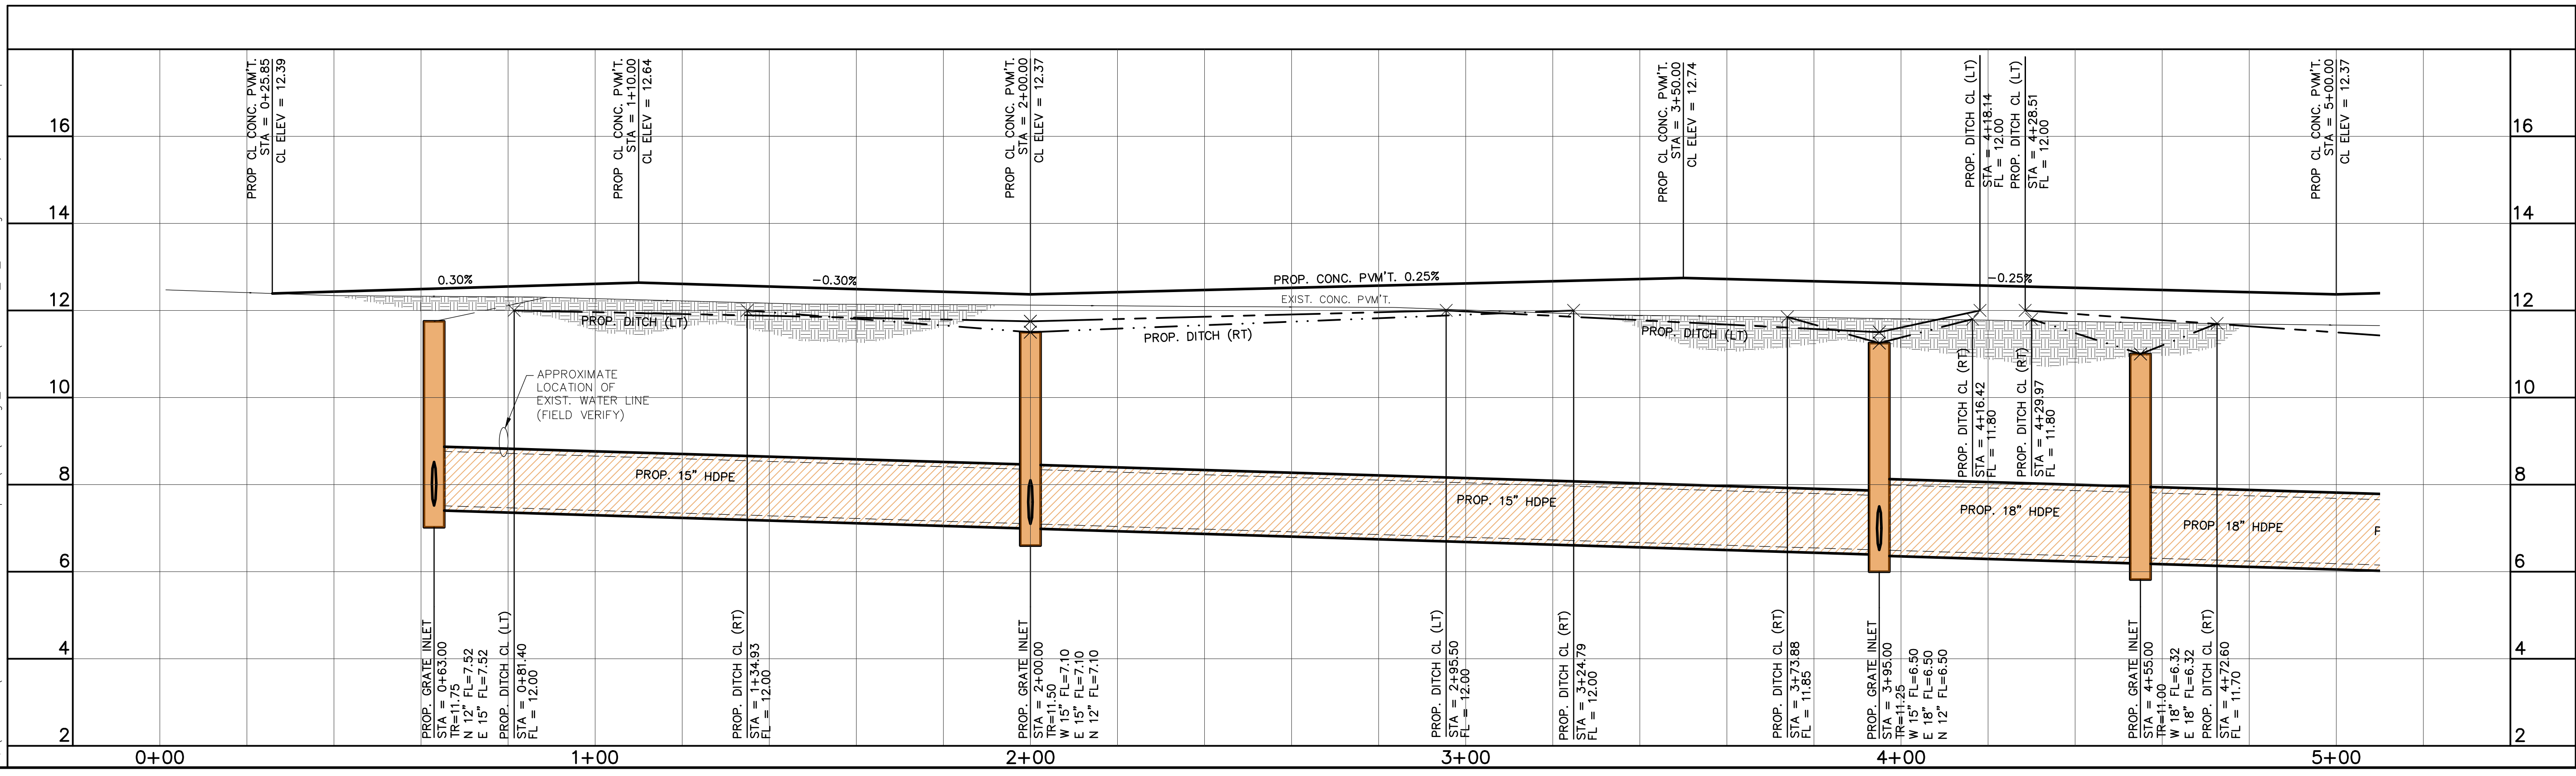 PROP CL CONC. PVM'T.
STA = 0+25.85
CL ELEV = 12.39
PROP CL CONC. PVM'T.
STA = 1+10.00
CL ELEV = 12.64
PROP CL CONC. PVM'T.
STA = 2+00.00
CL ELEV = 12.37
PROP CL CONC. PVM'T.
STA = 3+50.00
CL ELEV = 12.74
PROP. DITCH CL (LT)
STA = 4+18.14
FL = 12.00
PROP. DITCH CL (LT)
STA = 4+28.51
FL = 12.00
PROP CL CONC. PVM'T.
STA = 5+00.00
CL ELEV = 12.37
16
16
14
14
0.30%
-0.30%
PROP. CONC. PVM'T. 0.25%
-0.25%
EXIST. CONC. PVM'T.
12
12
PROP. DITCH (LT)
PROP. DITCH (RT)
PROP. DITCH (LT)
APPROXIMATE
LOCATION OF
EXIST. WATER LINE
(FIELD VERIFY)
10
10
PROP. DITCH CL (RT)
STA = 4+16.42
FL = 11.80
PROP. DITCH CL (RT)
STA = 4+29.97
FL = 11.80
8
8
PROP. 15" HDPE
PROP. 15" HDPE
PROP. 18" HDPE
PROP. 18" HDPE
6
6
PROP. GRATE INLET
STA = 0+63.00
TR=11.75
N 12" FL=7.52
E 15" FL=7.52
PROP. DITCH CL (LT)
STA = 0+81.40
FL = 12.00
PROP. DITCH CL (RT)
STA = 1+34.93
FL = 12.00
PROP. GRATE INLET
STA = 2+00.00
TR=11.50
W 15" FL=7.10
E 15" FL=7.10
N 12" FL=7.10
PROP. DITCH CL (LT)
STA = 2+95.50
FL = 12.00
PROP. DITCH CL (RT)
STA = 3+24.79
FL = 12.00
PROP. DITCH CL (RT)
STA = 3+73.88
FL = 11.85
PROP. GRATE INLET
STA = 3+95.00
TR=11.25
W 15" FL=6.50
E 18" FL=6.50
N 12" FL=6.50
PROP. GRATE INLET
STA = 4+55.00
TR=11.00
W 18" FL=6.32
E 18" FL=6.32
PROP. DITCH CL (RT)
STA = 4+72.60
FL = 11.70
4
4
2
2
0+00
1+00
2+00
3+00
4+00
5+00